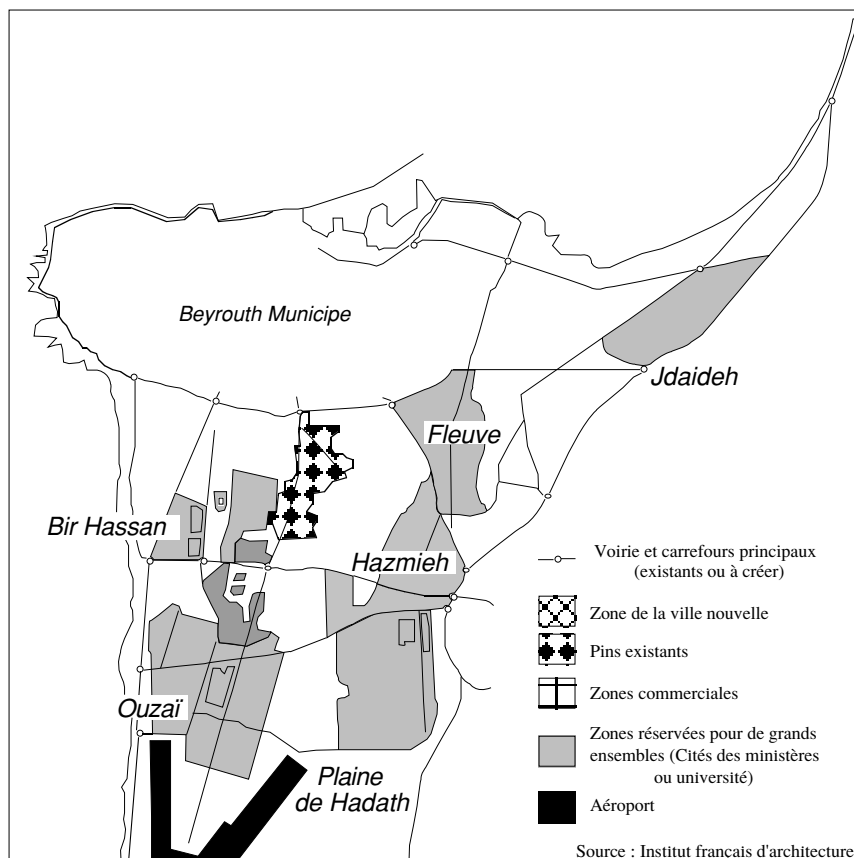 Beyrouth Municipe
Jdaideh
Fleuve
Bir Hassan
Hazmieh
Ouzaï
Plaine
de Hadath
Voirie et carrefours principaux
(existants ou à créer)
Zone de la ville nouvelle
Pins existants
Zones commerciales
Zones réservées pour de grands
ensembles (Cités des ministères
ou université)
Aéroport
Source : Institut français d'architecture